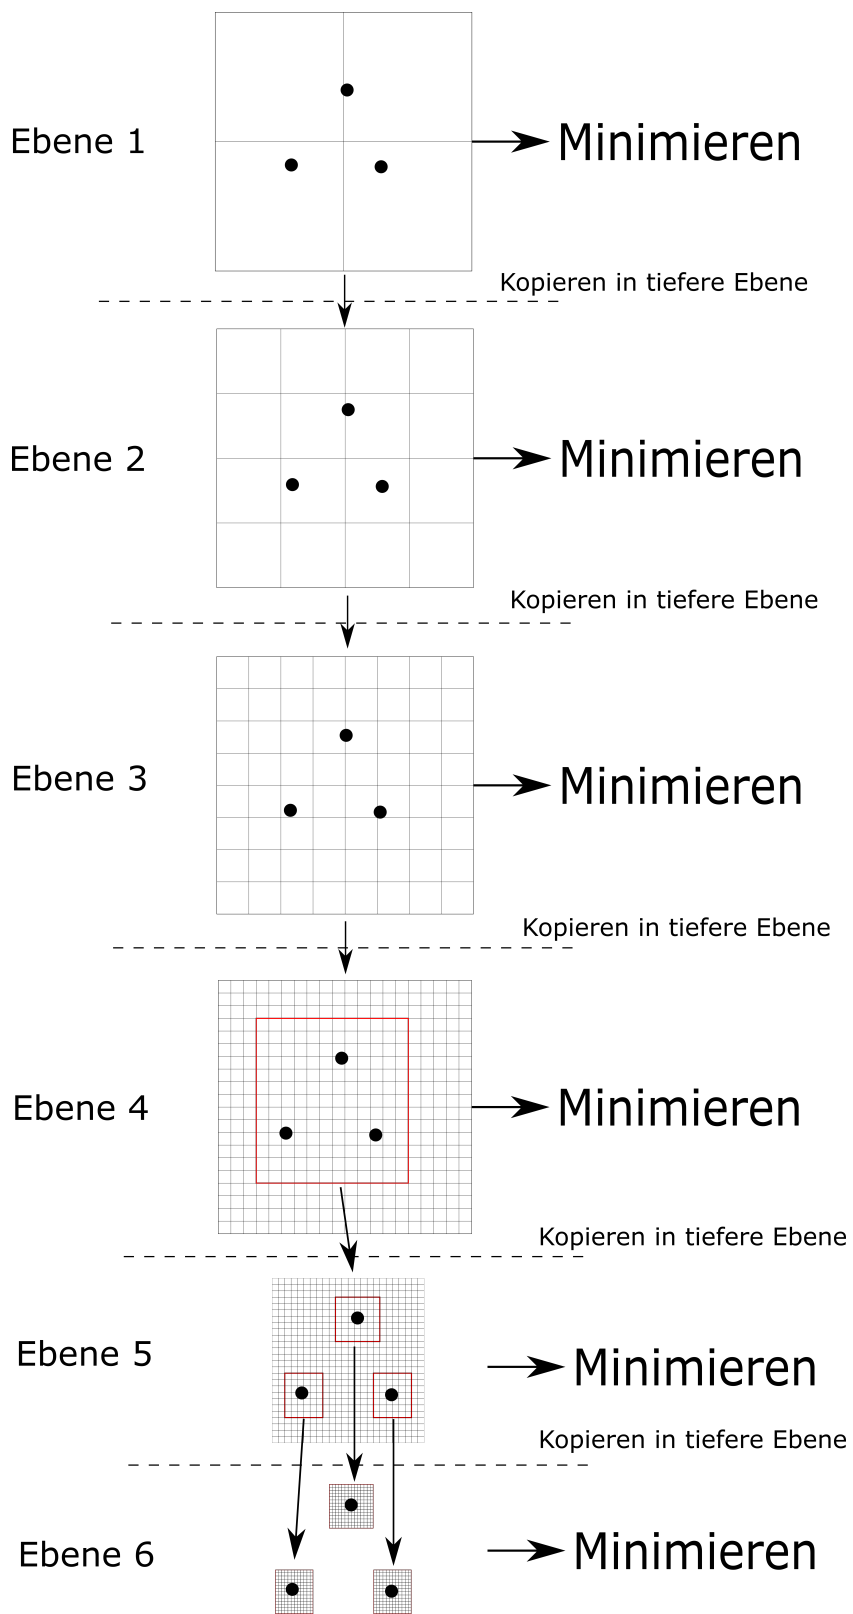 Ebene 1
Minimieren
Kopieren in tiefere Ebene
Ebene 2
Minimieren
Kopieren in tiefere Ebene
Ebene 3
Minimieren
Kopieren in tiefere Ebene
Ebene 4
Minimieren
Kopieren in tiefere Ebene
Ebene 5
Minimieren
Kopieren in tiefere Ebene
Ebene 6
Minimieren